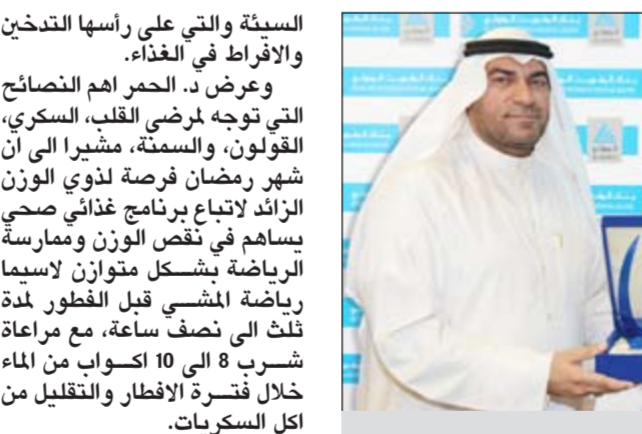 السيئة والتي على رأسها التدخين
والافراط في الغذاء.
وعرض د. الحمر اهم النصائح
التي توجه لمرضى القلب، السكري،
القولون، والسمنة، مشيرا الى ان
شهر رمضان فرصة لذوي الوزن
الزائد لاتباع برنامج غذائي صحي
يساهم في نقص الوزن وممارسة
الرياضة بشكل متوازن لاسيما
رياضة المشي قبل الفطور لمدة
ثلث الى نصف ساعة، مع مراعاة
شرب 8 الى 10 اكواب من الماء
خلال فترة الافطار والتقليل من
اكل السكريات.